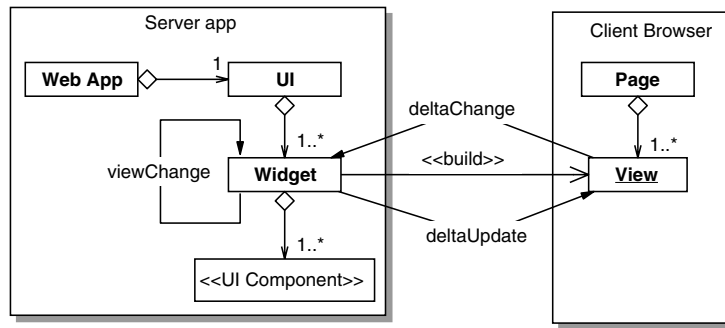 Server app
Client Browser
Web App
1
UI
Page
deltaChange
1..*
1..*
viewChange
Widget
<<build>>
View
deltaUpdate
1..*
<<UI Component>>